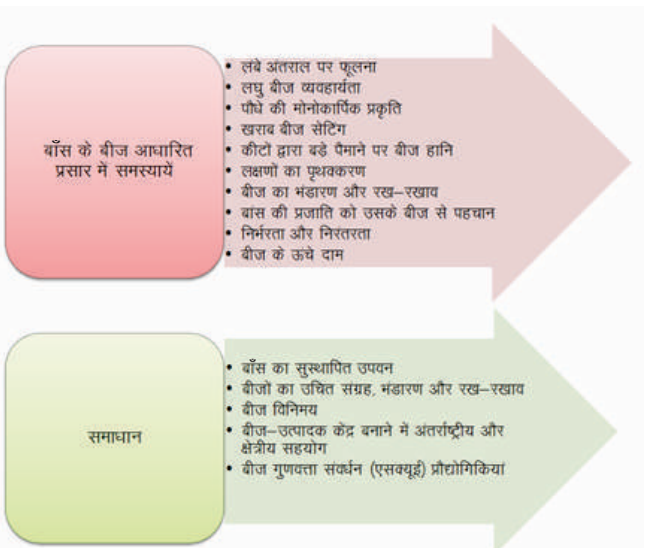 बाँस के बीज आधारित
प्रसार में समस्यायें
• लंबे अंतराल पर फूलना
• लघु बीज व्यवहार्यता
• पौधे की मोनोकार्पिक प्रकृति
• खराब बीज सेटिंग
• कीटों द्वारा बड़े पैमाने पर बीज हानि
• लक्षणों का पृथक्करण
• बीज का भंडारण और रख–रखाव
• बांस की प्रजाति को उसके बीज से पहचान
• निर्भरता और निरंतरता
• बीज के ऊंचे दाम
समाधान
• बाँस का सुस्थापित उपवन
• बीजों का उचित संग्रह, भंडारण और रख–रखाव
• बीज विनिमय
• बीज–उत्पादक केंद्र बनाने में अंतर्राष्ट्रीय और
क्षेत्रीय सहयोग
• बीज गुणवत्ता संवर्धन (एसक्यूई) प्रौद्योगिकियां